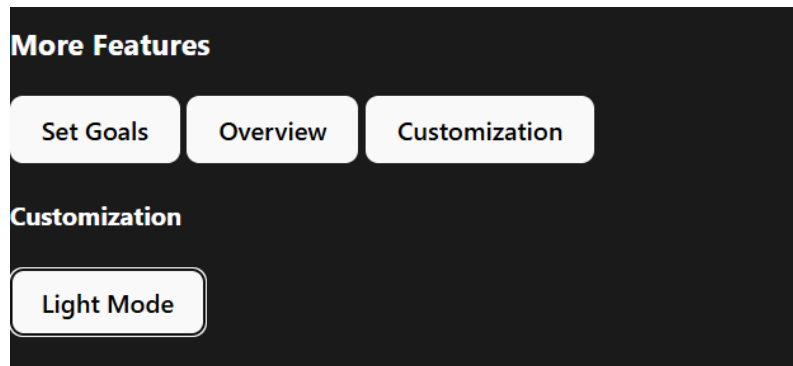 More Features
Set Goals Overview Customization
Customization
Light Mode